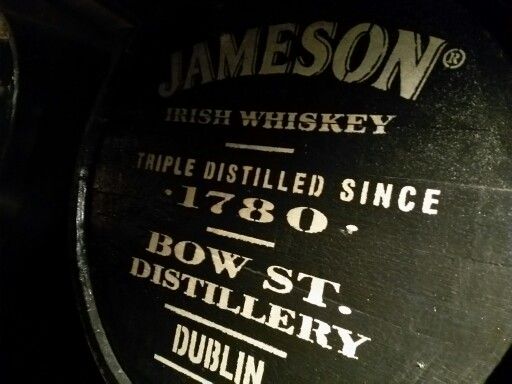 JAMESON®
IRISH WHISKEY
TRIPLE DISTILLED SINCE
·1780·
BOW ST.
DISTILLERY
DUBLIN